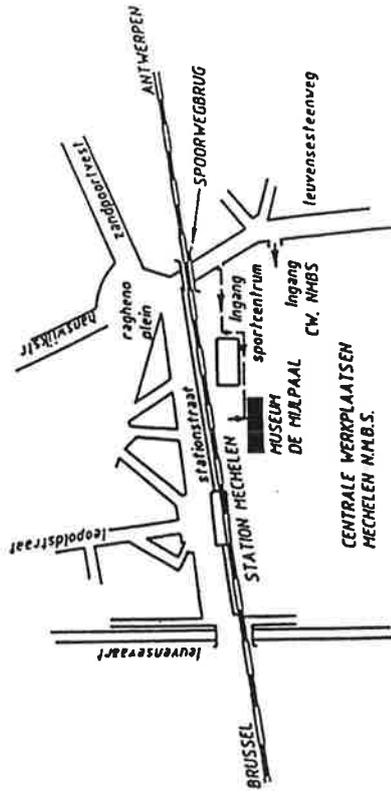 ANTWERPEN
zandpoortvest
SPOORWEGBRUG
hanswijkstr
ragheno
plein
leuvensesteenweg
Ingang
sportcentrum
Ingang
CW. NMBS
stationstraat
MUSEUM
DE MIJLPAAL
leopoldstraat
STATION MECHELEN
CENTRALE WERKPLAATSEN
MECHELEN N.M.B.S.
leuvensevaart
BRUSSEL